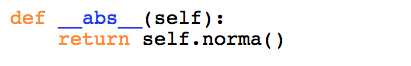 def __abs__(self):
    return self.norma()